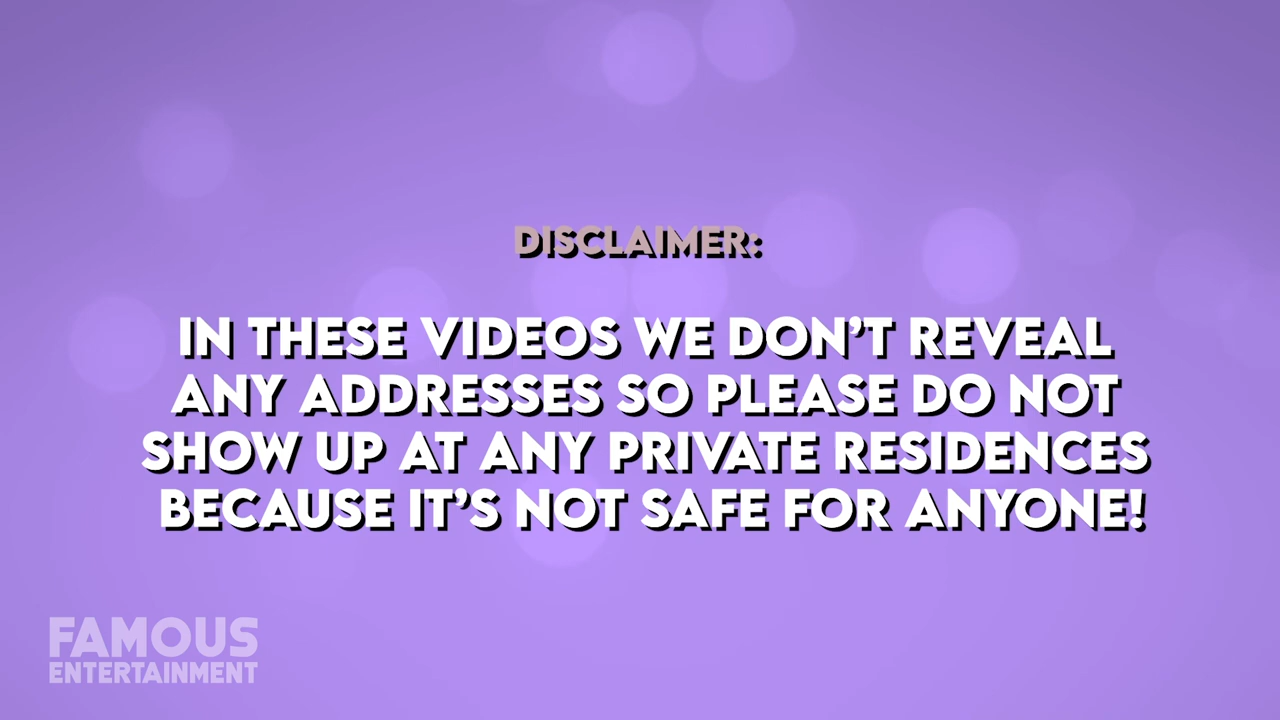 DISCLAIMER:
IN THESE VIDEOS WE DON'T REVEAL
ANY ADDRESSES SO PLEASE DO NOT
SHOW UP AT ANY PRIVATE RESIDENCES
BECAUSE IT'S NOT SAFE FOR ANYONE!
FAMOUS
ENTERTAINMENT